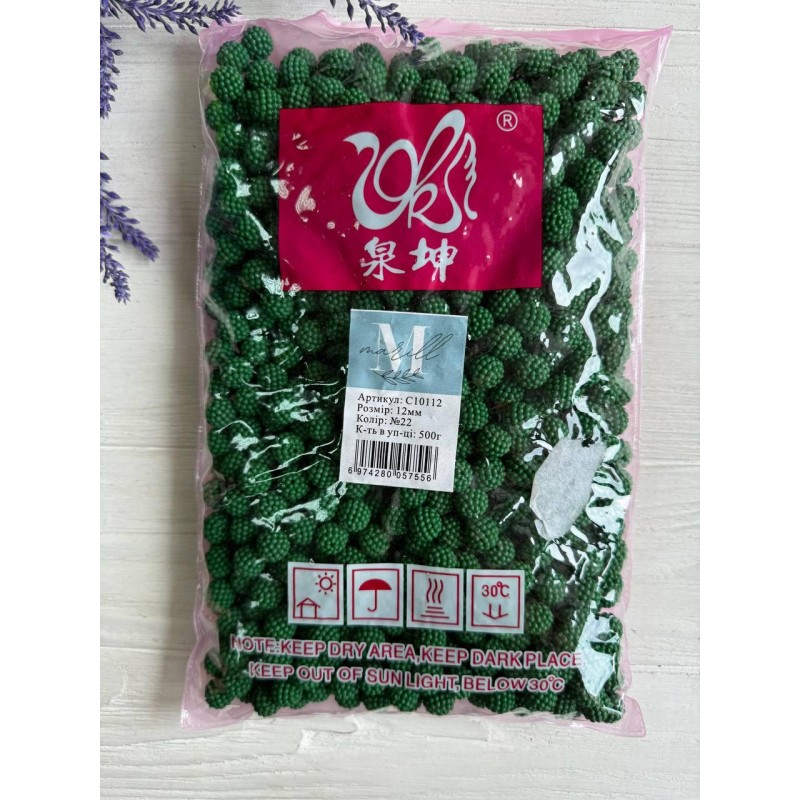 ®
泉坤
M
marill
Артикул: C10112
Розмір: 12мм
Колір: №22
К-ть в уп-ці: 500г
6 974280 057556
30℃
NOTE:KEEP DRY AREA,KEEP DARK PLACE
KEEP OUT OF SUN LIGHT, BELOW 30℃